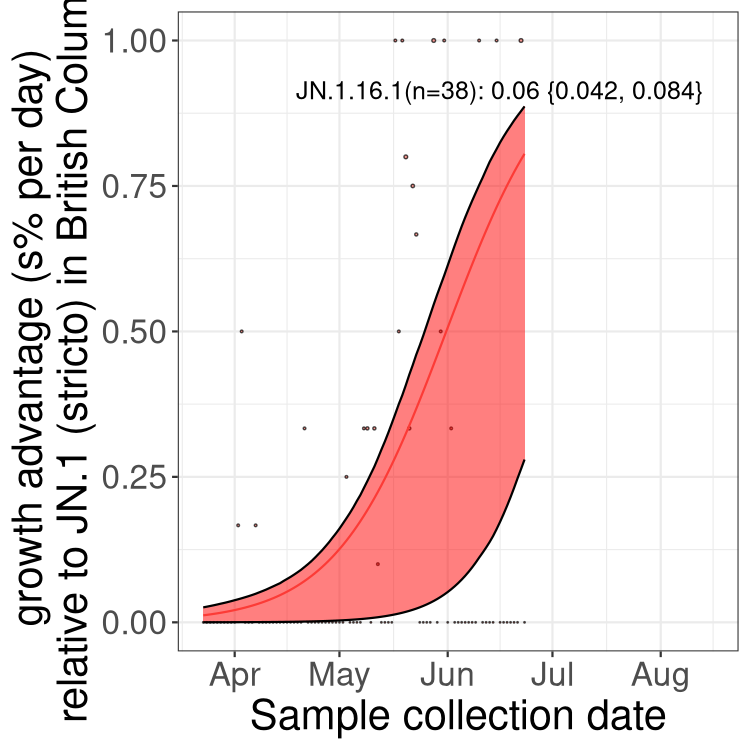 growth advantage (s% per day)
relative to JN.1 (stricto) in British Colum
1.00
0.75
0.50
0.25
0.00
JN.1.16.1(n=38): 0.06 {0.042, 0.084}
Apr May Jun Jul Aug
Sample collection date